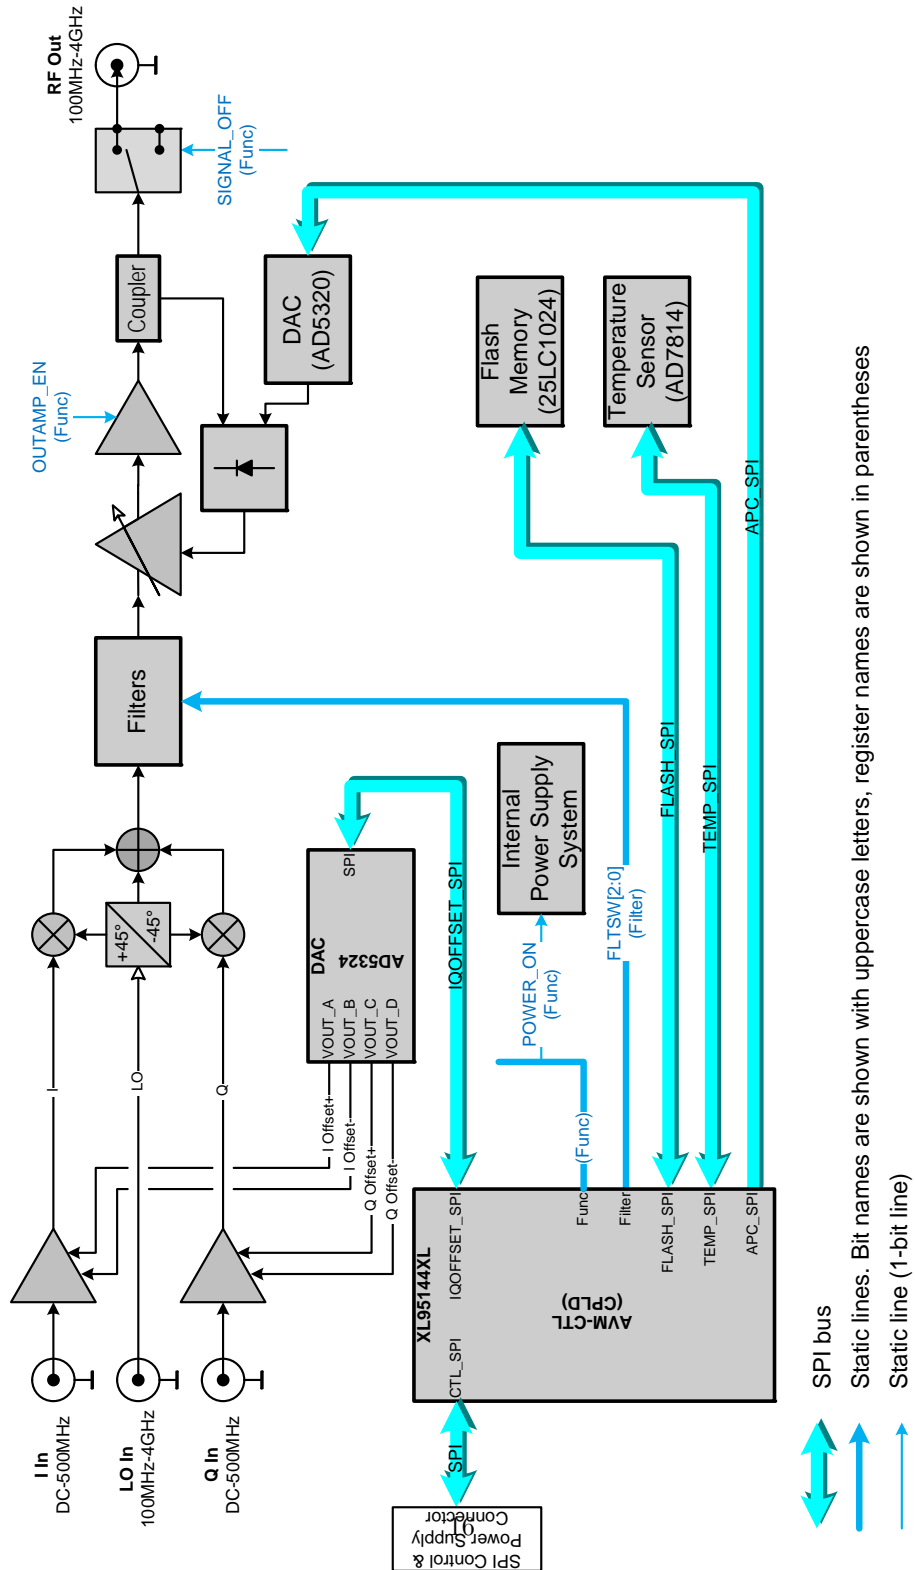 I In
DC-500MHz
LO In
100MHz-4GHz
Q In
DC-500MHz
I
LO
Q
+45°
-45°
Filters
OUTAMP_EN
(Func)
Coupler
RF Out
100MHz-4GHz
SIGNAL_OFF
(Func)
DAC
(AD5320)
I Offset+
I Offset-
Q Offset+
Q Offset-
DAC
AD5324
VOUT_A
VOUT_B
VOUT_C
VOUT_D
SPI
IQOFFSET_SPI
Flash
Memory
(25LC1024)
Temperature
Sensor
(AD7814)
Internal
Power Supply
System
POWER_ON
(Func)
(Func)
FLTSW[2:0]
(Filter)
FLASH_SPI
TEMP_SPI
APC_SPI
XL95144XL
CTL_SPI
IQOFFSET_SPI
AVM-CTL
(CPLD)
Func
Filter
FLASH_SPI
TEMP_SPI
APC_SPI
SPI
SPI Control &
Power Supply
Connector
16
SPI bus
Static lines. Bit names are shown with uppercase letters, register names are shown in parentheses
Static line (1-bit line)